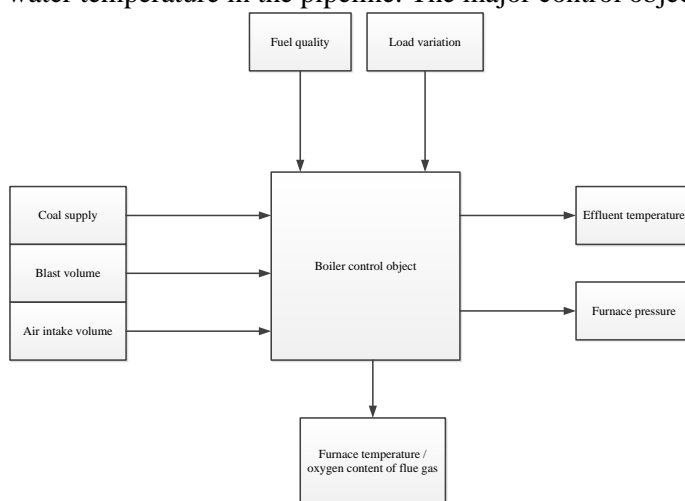 water temperature in the pipeline. The major control objec
Fuel quality
Load variation
Coal supply
Blast volume
Air intake volume
Boiler control object
Effluent temperature
Furnace pressure
Furnace temperature /
oxygen content of flue gas